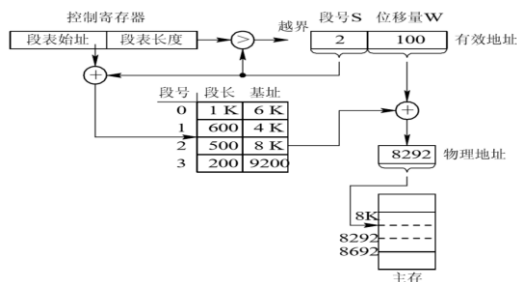 控制寄存器
段表始址 段表长度 > 越界
段号S 位移量W
2 100 有效地址
+
段号 段长 基址
0 1 K 6 K
1 600 4 K
2 500 8 K
3 200 9200
+
8292 物理地址
8K
8292
8692
主存